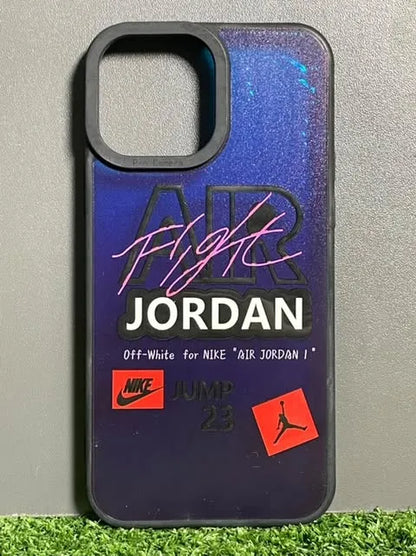 AIR
Flight
JORDAN
Off-White for NIKE "AIR JORDAN 1"
NIKE
JUMP
23